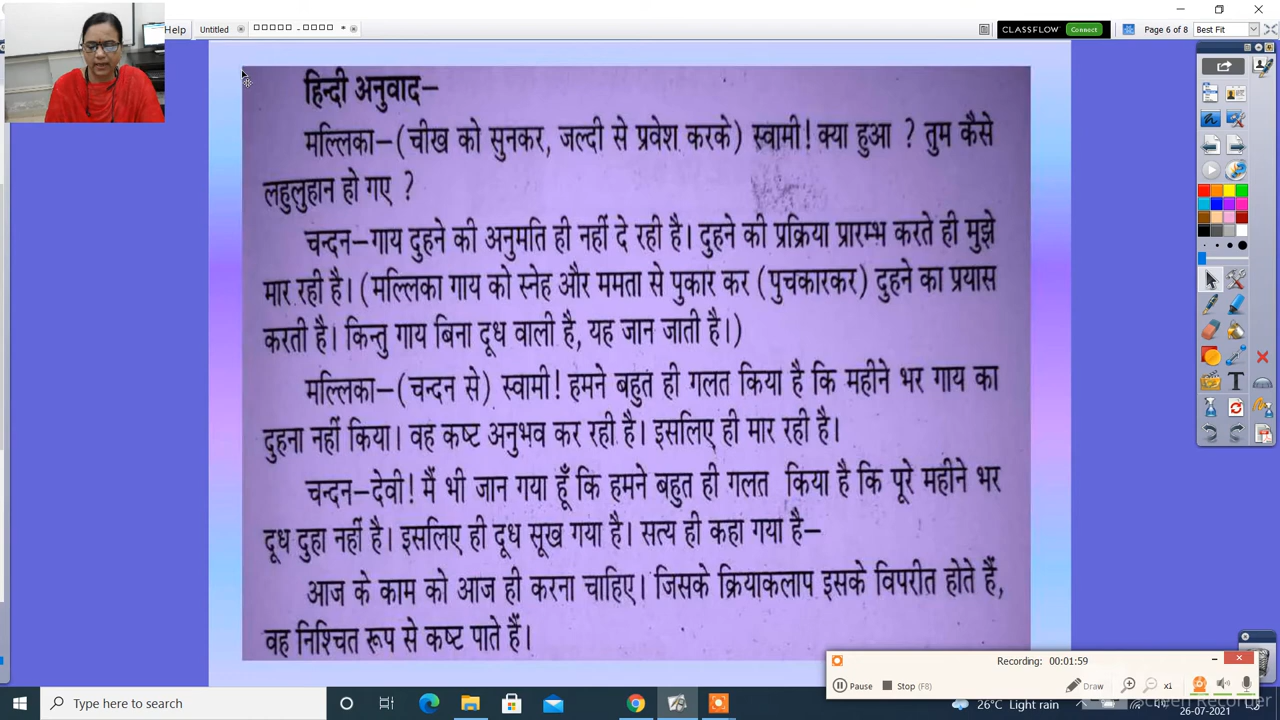 Help
Untitled
Page 6 of 8
Best Fit
CLASSFLOW
Connect
हिन्दी अनुवाद–
मल्लिका–(चीख को सुनकर, जल्दी से प्रवेश करके) स्वामी! क्या हुआ ? तुम कैसे
लहुलुहान हो गए ?
चन्दन–गाय दुहने की अनुमति ही नहीं दे रही है। दुहने की प्रक्रिया प्रारम्भ करते ही मुझे
मार रही है। (मल्लिका गाय को स्नेह और ममता से पुकार कर (पुचकारकर) दुहने का प्रयास
करती है। किन्तु गाय बिना दूध वाली है, यह जान जाती है।)
मल्लिका–(चन्दन से) स्वामी! हमने बहुत ही गलत किया है कि महीने भर गाय का
दुहना नहीं किया। वह कष्ट अनुभव कर रही है। इसलिए ही मार रही है।
चन्दन–देवी! मैं भी जान गया हूँ कि हमने बहुत ही गलत किया है कि पूरे महीने भर
दूध दुहा नहीं है। इसलिए ही दूध सूख गया है। सत्य ही कहा गया है–
आज के काम को आज ही करना चाहिए। जिसके क्रियाकलाप इसके विपरीत होते हैं,
वह निश्चित रूप से कष्ट पाते हैं।
Recording: 00:01:59
Pause
Stop (F8)
Draw
x1
Type here to search
26°C Light rain
26-07-2021
Screen Recorder